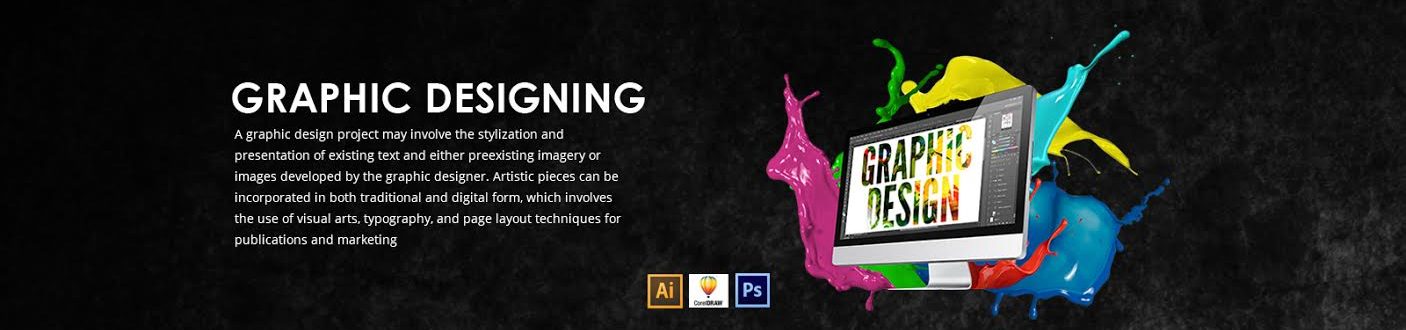 GRAPHIC DESIGNING
A graphic design project may involve the stylization and
presentation of existing text and either preexisting imagery or
images developed by the graphic designer. Artistic pieces can be
incorporated in both traditional and digital form, which involves
the use of visual arts, typography, and page layout techniques for
publications and marketing
GRAPHIC
DESIGN
Ai
CorelDRAW
Ps